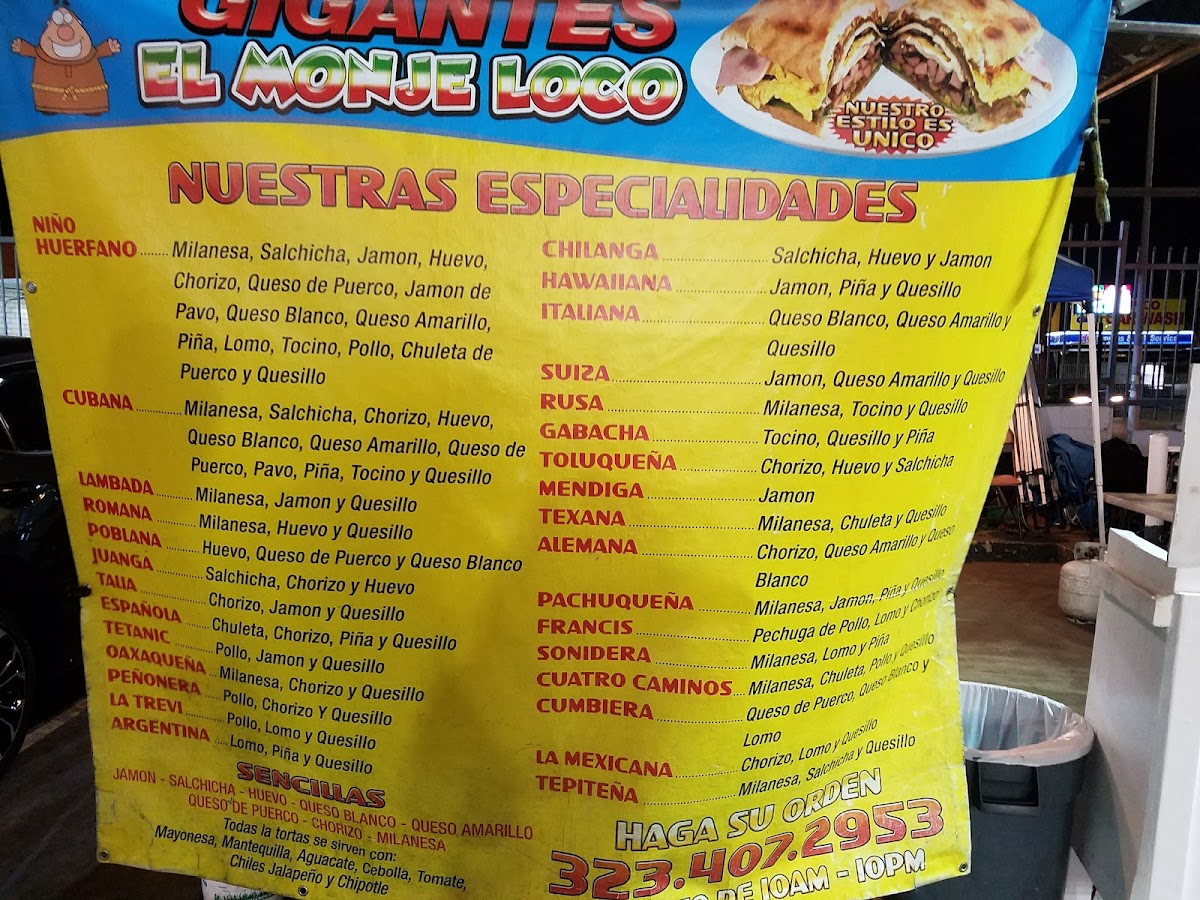 GIGANTES
EL MONJE LOCO
NUESTRO
ESTILO ES
UNICO
NUESTRAS ESPECIALIDADES
NIÑO
HUERFANO ...... Milanesa, Salchicha, Jamon, Huevo,
Chorizo, Queso de Puerco, Jamon de
Pavo, Queso Blanco, Queso Amarillo,
Piña, Lomo, Tocino, Pollo, Chuleta de
Puerco y Quesillo
CUBANA .......... Milanesa, Salchicha, Chorizo, Huevo,
Queso Blanco, Queso Amarillo, Queso de
Puerco, Pavo, Piña, Tocino y Quesillo
LAMBADA ........ Milanesa, Jamon y Quesillo
ROMANA ......... Milanesa, Huevo y Quesillo
POBLANA ........ Huevo, Queso de Puerco y Queso Blanco
JUANGA ........... Salchicha, Chorizo y Huevo
TALIA ................ Chorizo, Jamon y Quesillo
ESPAÑOLA ...... Chuleta, Chorizo, Piña y Quesillo
TETANIC .......... Pollo, Jamon y Quesillo
OAXAQUEÑA ... Milanesa, Chorizo y Quesillo
PEÑONERA ..... Pollo, Chorizo Y Quesillo
LA TREVI ......... Pollo, Lomo y Quesillo
ARGENTINA .... Lomo, Piña y Quesillo
SENCILLAS
JAMON - SALCHICHA - HUEVO - QUESO BLANCO - QUESO AMARILLO
QUESO DE PUERCO - CHORIZO - MILANESA
Todas la tortas se sirven con:
Mayonesa, Mantequilla, Aguacate, Cebolla, Tomate,
Chiles Jalapeño y Chipotle
CHILANGA ..................... Salchicha, Huevo y Jamon
HAWAIIANA .................. Jamon, Piña y Quesillo
ITALIANA ......................... Queso Blanco, Queso Amarillo y
Quesillo
SUIZA .............................. Jamon, Queso Amarillo y Quesillo
RUSA ............................... Milanesa, Tocino y Quesillo
GABACHA ...................... Tocino, Quesillo y Piña
TOLUQUEÑA ................ Chorizo, Huevo y Salchicha
MENDIGA ....................... Jamon
TEXANA .......................... Milanesa, Chuleta y Quesillo
ALEMANA ...................... Chorizo, Queso Amarillo y Queso
Blanco
PACHUQUEÑA ............ Milanesa, Jamon, Piña y Quesillo
FRANCIS ........................ Pechuga de Pollo, Lomo y Chorizo
SONIDERA .................... Milanesa, Lomo y Piña
CUATRO CAMINOS ... Milanesa, Chuleta, Pollo y Quesillo
CUMBIERA .................... Queso de Puerco, Queso Blanco y
Lomo
LA MEXICANA .............. Chorizo, Lomo y Quesillo
TEPITEÑA ...................... Milanesa, Salchicha y Quesillo
HAGA SU ORDEN
323.407.2953
DE 10AM - 10PM